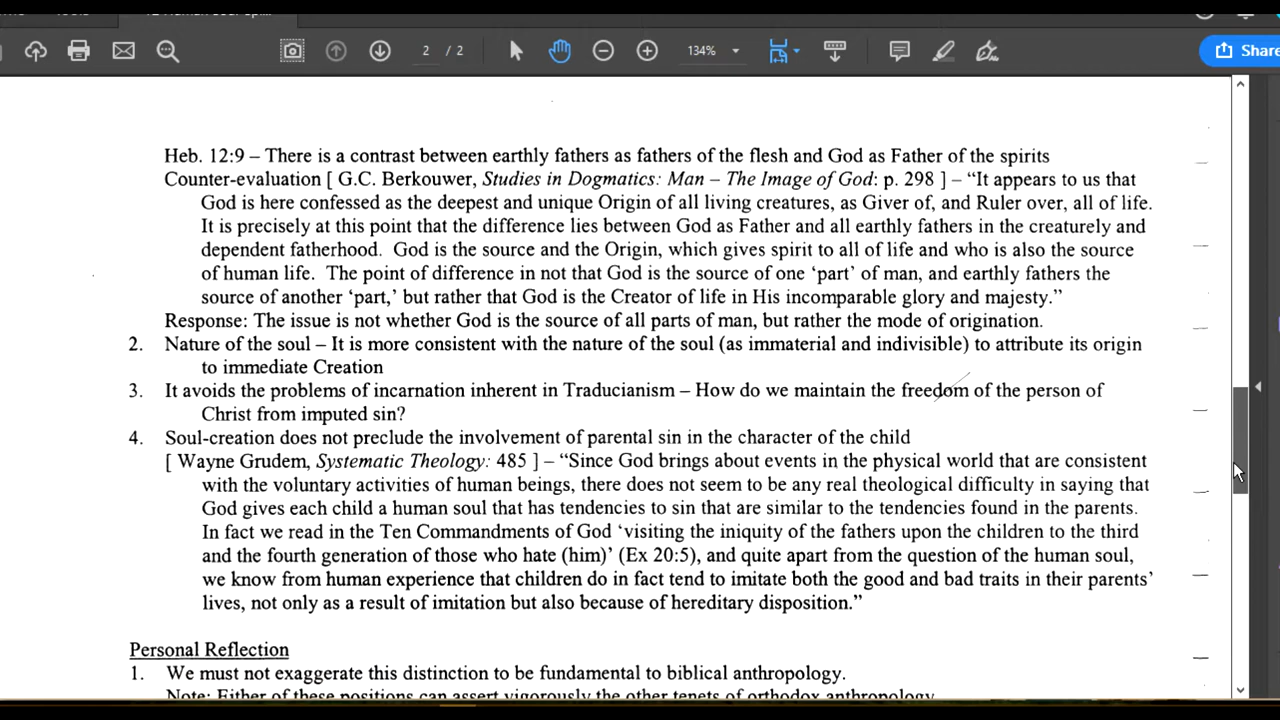 2 / 2
134%
Share
Heb. 12:9 – There is a contrast between earthly fathers as fathers of the flesh and God as Father of the spirits
Counter-evaluation [ G.C. Berkouwer, Studies in Dogmatics: Man – The Image of God: p. 298 ] – “It appears to us that
God is here confessed as the deepest and unique Origin of all living creatures, as Giver of, and Ruler over, all of life.
It is precisely at this point that the difference lies between God as Father and all earthly fathers in the creaturely and
dependent fatherhood. God is the source and the Origin, which gives spirit to all of life and who is also the source
of human life. The point of difference in not that God is the source of one ‘part’ of man, and earthly fathers the
source of another ‘part,’ but rather that God is the Creator of life in His incomparable glory and majesty.”
Response: The issue is not whether God is the source of all parts of man, but rather the mode of origination.
2. Nature of the soul – It is more consistent with the nature of the soul (as immaterial and indivisible) to attribute its origin
to immediate Creation
3. It avoids the problems of incarnation inherent in Traducianism – How do we maintain the freedom of the person of
Christ from imputed sin?
4. Soul-creation does not preclude the involvement of parental sin in the character of the child
[ Wayne Grudem, Systematic Theology: 485 ] – “Since God brings about events in the physical world that are consistent
with the voluntary activities of human beings, there does not seem to be any real theological difficulty in saying that
God gives each child a human soul that has tendencies to sin that are similar to the tendencies found in the parents.
In fact we read in the Ten Commandments of God ‘visiting the iniquity of the fathers upon the children to the third
and the fourth generation of those who hate (him)’ (Ex 20:5), and quite apart from the question of the human soul,
we know from human experience that children do in fact tend to imitate both the good and bad traits in their parents’
lives, not only as a result of imitation but also because of hereditary disposition.”
Personal Reflection
1. We must not exaggerate this distinction to be fundamental to biblical anthropology.
Note: Either of these positions can assert vigorously the other tenets of orthodox anthropology